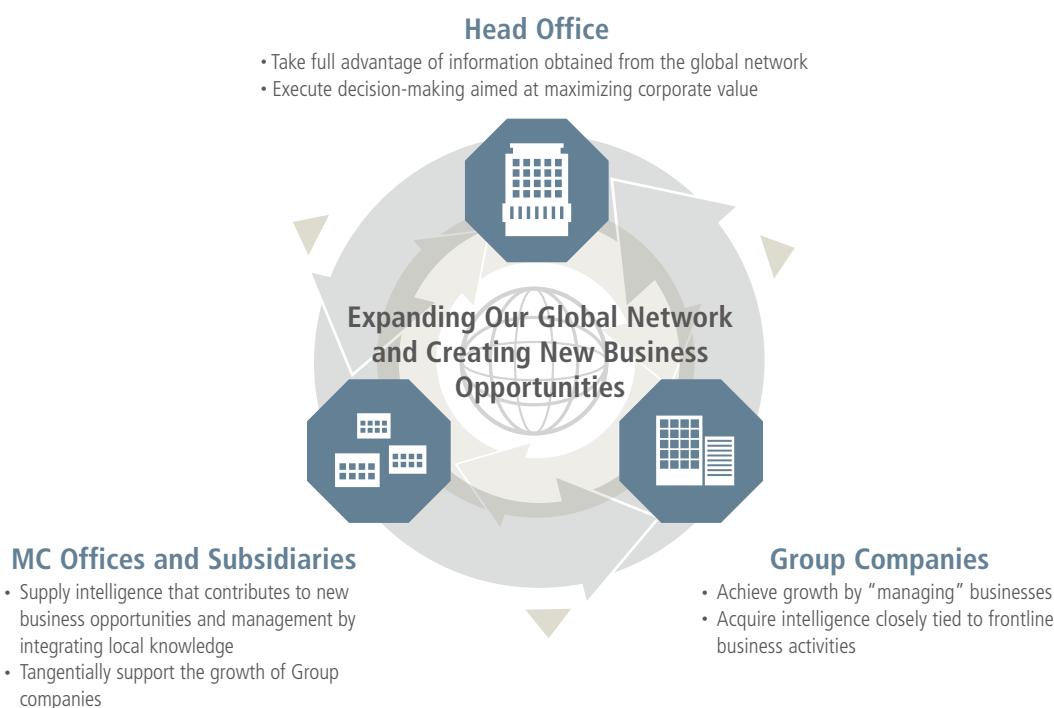 Head Office
• Take full advantage of information obtained from the global network
• Execute decision-making aimed at maximizing corporate value
Expanding Our Global Network
and Creating New Business
Opportunities
MC Offices and Subsidiaries
• Supply intelligence that contributes to new
business opportunities and management by
integrating local knowledge
• Tangentially support the growth of Group
companies
Group Companies
• Achieve growth by “managing” businesses
• Acquire intelligence closely tied to frontline
business activities